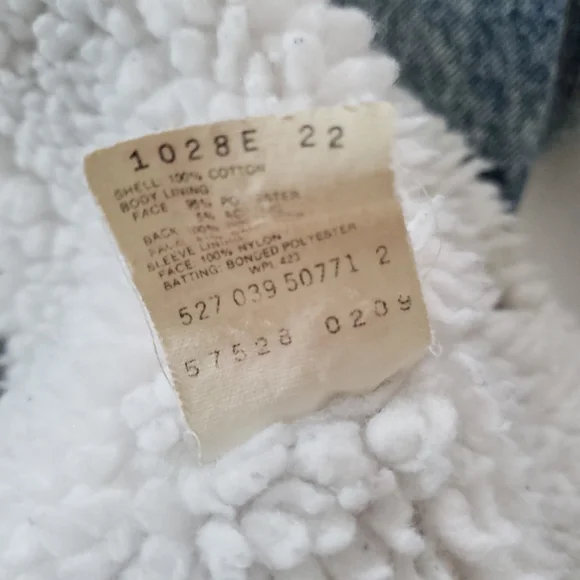 1028E 22
SHELL 100% COTTON
BODY LINING
FACE 95% POLYESTER
5%
BACK 100%
SLEEVE LINING
FACE 100% NYLON
BATTING: BONDED POLYESTER
WPL 423
527 039 50771 2
57528 0209